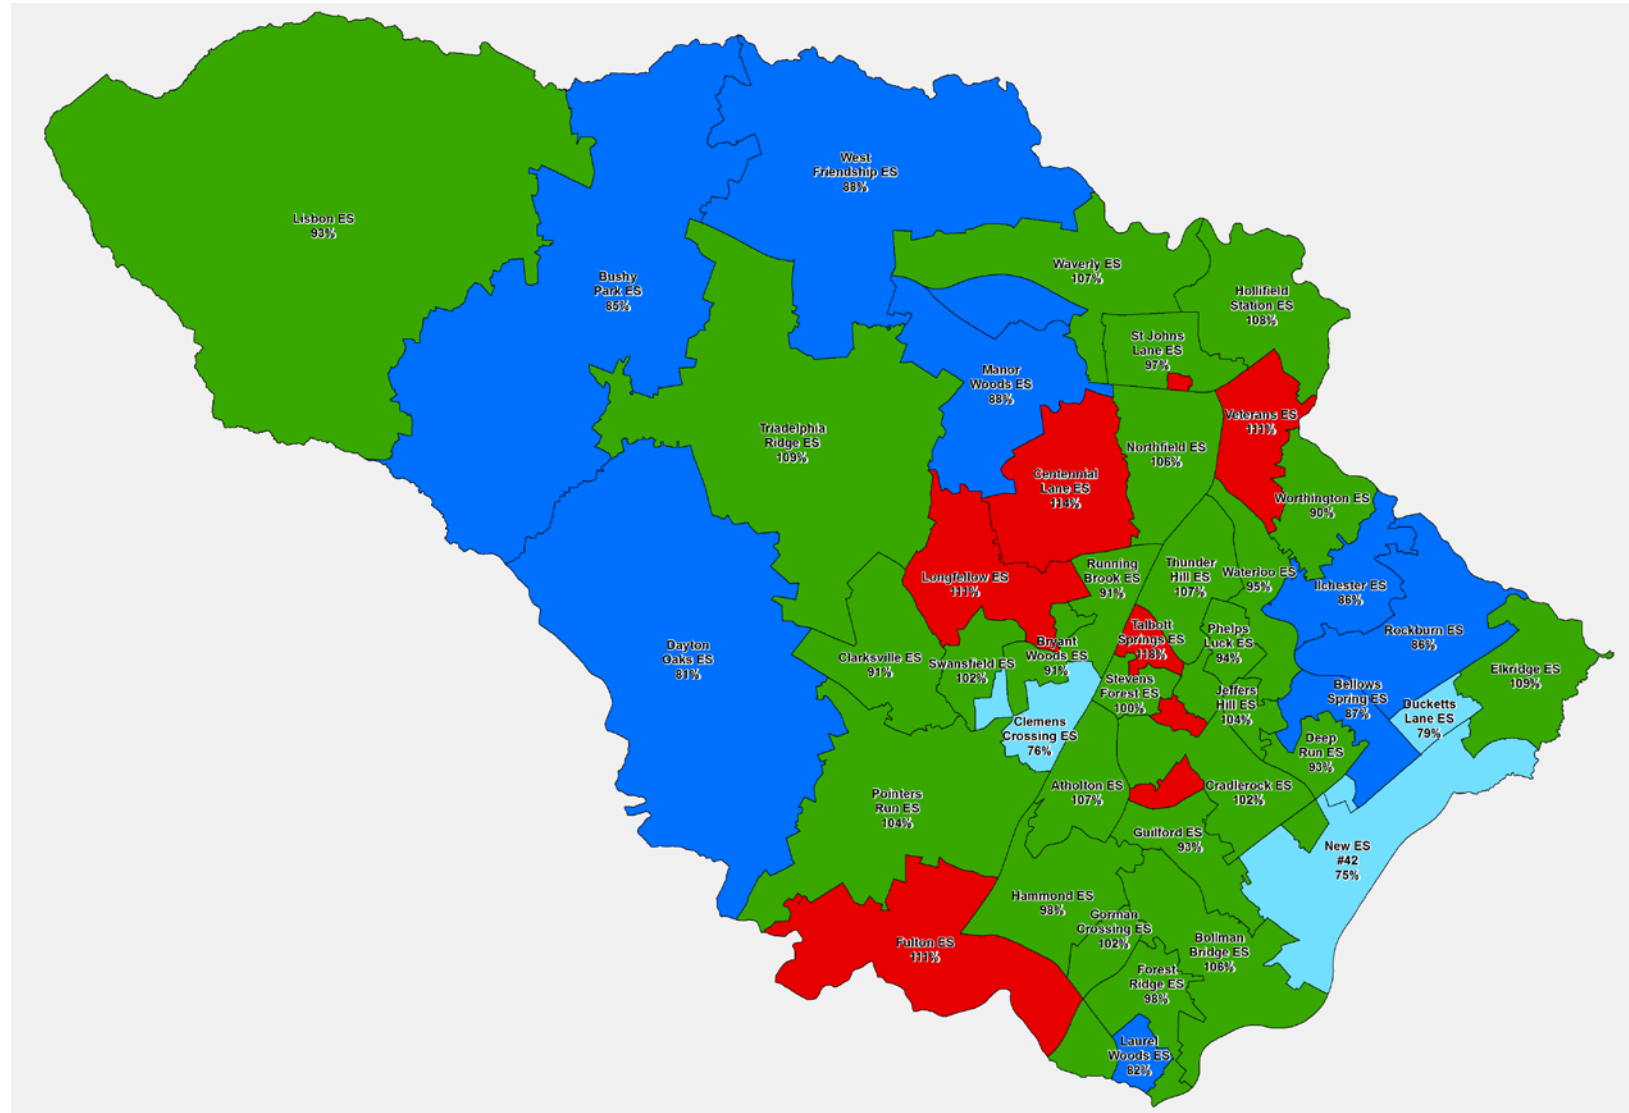 Lisbon ES
93%
West
Friendship ES
88%
Bushy
Park ES
85%
Waverly ES
107%
Hollifield
Station ES
108%
St Johns
Lane ES
97%
Manor
Woods ES
88%
Triadelphia
Ridge ES
109%
Veterans ES
111%
Northfield ES
106%
Centennial
Lane ES
114%
Worthington ES
90%
Longfellow ES
111%
Running
Brook ES
91%
Thunder
Hill ES
107%
Waterloo ES
95%
Ilchester ES
86%
Rockburn ES
86%
Talbott
Springs ES
118%
Phelps
Luck ES
94%
Dayton
Oaks ES
81%
Clarksville ES
91%
Swansfield ES
102%
Bryant
Woods ES
91%
Stevens
Forest ES
100%
Jeffers
Hill ES
104%
Bellows
Spring ES
87%
Elkridge ES
109%
Ducketts
Lane ES
79%
Clemens
Crossing ES
76%
Deep
Run ES
93%
Pointers
Run ES
104%
Atholton ES
107%
Cradlerock ES
102%
Guilford ES
93%
New ES
#42
75%
Hammond ES
98%
Gorman
Crossing ES
102%
Bollman
Bridge ES
106%
Fulton ES
111%
Forest
Ridge ES
98%
Laurel
Woods ES
82%